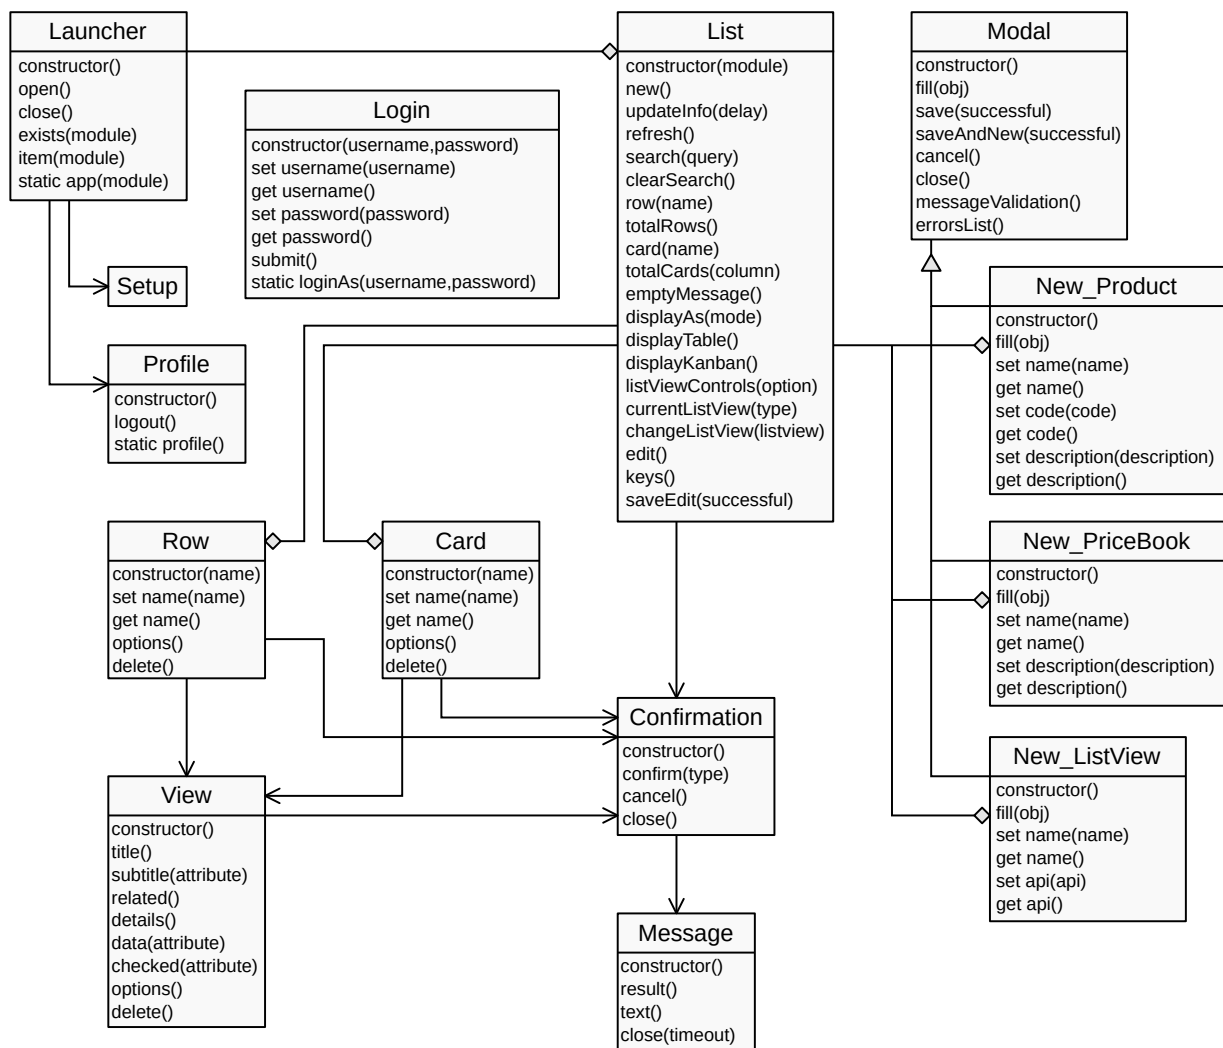 Launcher
constructor()
open()
close()
exists(module)
item(module)
static app(module)
Login
constructor(username,password)
set username(username)
get username()
set password(password)
get password()
submit()
static loginAs(username,password)
List
constructor(module)
new()
updateInfo(delay)
refresh()
search(query)
clearSearch()
row(name)
totalRows()
card(name)
totalCards(column)
emptyMessage()
displayAs(mode)
displayTable()
displayKanban()
listViewControls(option)
currentListView(type)
changeListView(listview)
edit()
keys()
saveEdit(successful)
Modal
constructor()
fill(obj)
save(successful)
saveAndNew(successful)
cancel()
close()
messageValidation()
errorsList()
Setup
Profile
constructor()
logout()
static profile()
New_Product
constructor()
fill(obj)
set name(name)
get name()
set code(code)
get code()
set description(description)
get description()
Row
constructor(name)
set name(name)
get name()
options()
delete()
Card
constructor(name)
set name(name)
get name()
options()
delete()
New_PriceBook
constructor()
fill(obj)
set name(name)
get name()
set description(description)
get description()
Confirmation
constructor()
confirm(type)
cancel()
close()
New_ListView
constructor()
fill(obj)
set name(name)
get name()
set api(api)
get api()
View
constructor()
title()
subtitle(attribute)
related()
details()
data(attribute)
checked(attribute)
options()
delete()
Message
constructor()
result()
text()
close(timeout)